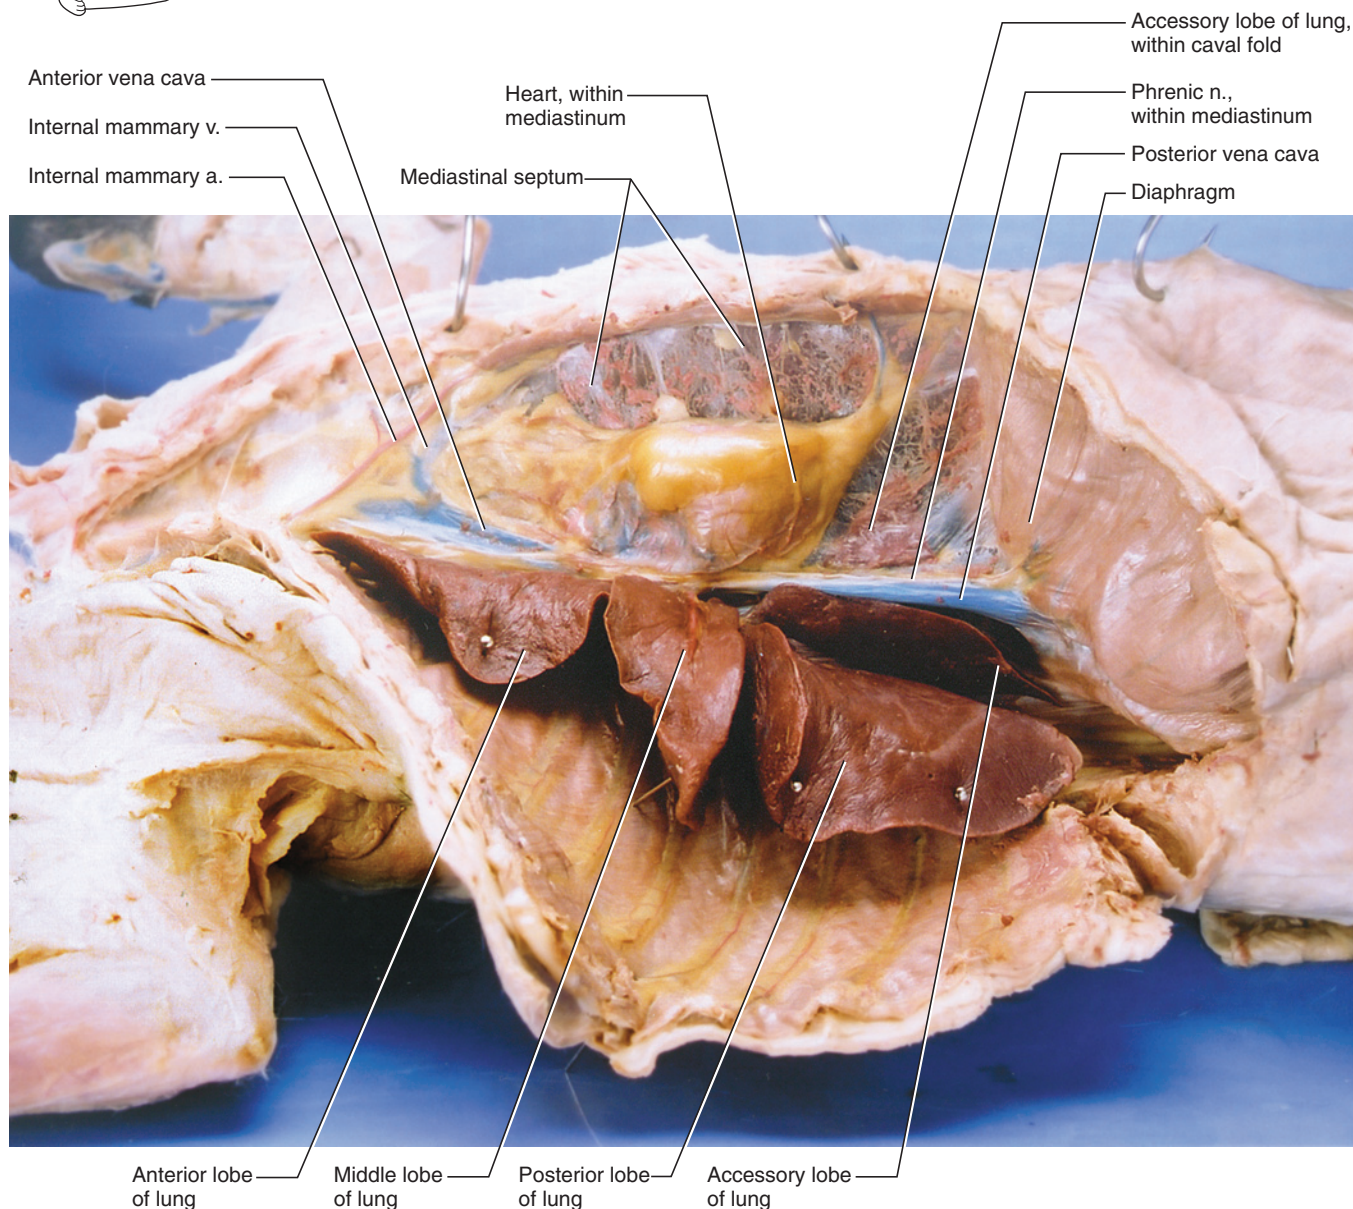 Accessory lobe of lung,
within caval fold
Anterior vena cava
Heart, within
mediastinum
Phrenic n.,
within mediastinum
Internal mammary v.
Posterior vena cava
Internal mammary a.
Mediastinal septum
Diaphragm
Anterior lobe
of lung
Middle lobe
of lung
Posterior lobe
of lung
Accessory lobe
of lung